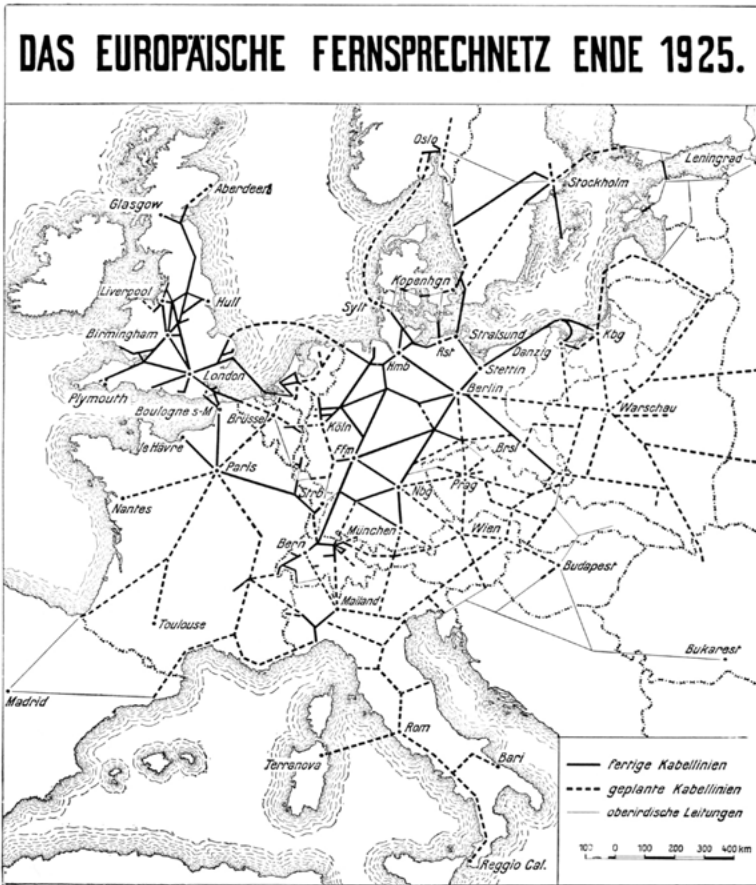 DAS EUROPÄISCHE FERNSPRECHNETZ ENDE 1925.
Oslo
Leningrad
Stockholm
Aberdeen
Glasgow
Kopenhgn
Liverpool
Hull
Sylt
Birmingham
Stralsund
Kbg
Rst
Danzig
Hmb
Stettin
London
Berlin
Plymouth
Boulogne s-M
Brüssel
Warschau
Köln
le Hâvre
Brsl
Ffm
Paris
Prag
Strb
Nbg
Nantes
München
Wien
Bern
Budapest
Mailand
Toulouse
Bukarest
Madrid
Rom
Bari
Terranova
Reggio Cal.
fertige Kabellinien
geplante Kabellinien
oberirdische Leitungen
100 0 100 200 300 400 km